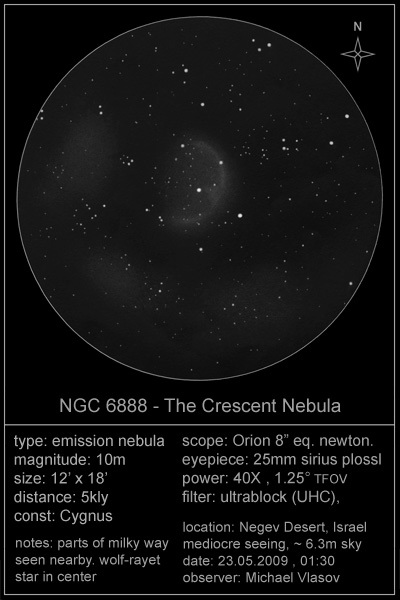 N
NGC 6888 - The Crescent Nebula
type: emission nebula
magnitude: 10m
size: 12' x 18'
distance: 5kly
const: Cygnus
notes: parts of milky way
seen nearby. wolf-rayet
star in center
scope: Orion 8” eq. newton.
eyepiece: 25mm sirius plossl
power: 40X , 1.25° TFOV
filter: ultrablock (UHC),
location: Negev Desert, Israel
mediocre seeing, ~ 6.3m sky
date: 23.05.2009 , 01:30
observer: Michael Vlasov